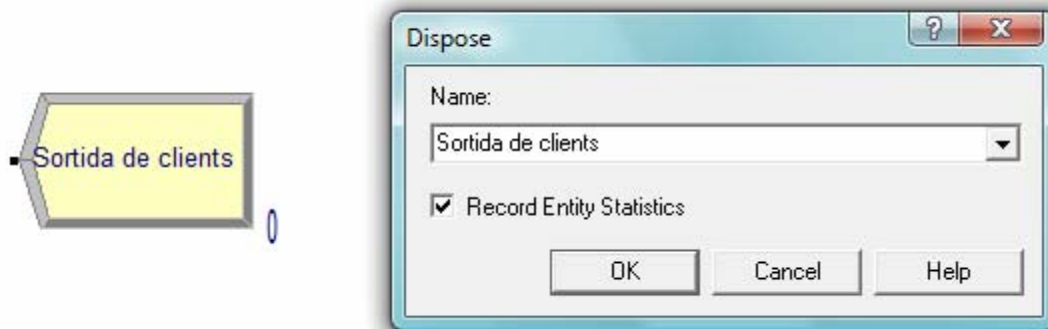 Sortida de clients
0
Dispose
Name:
Sortida de clients
Record Entity Statistics
OK
Cancel
Help